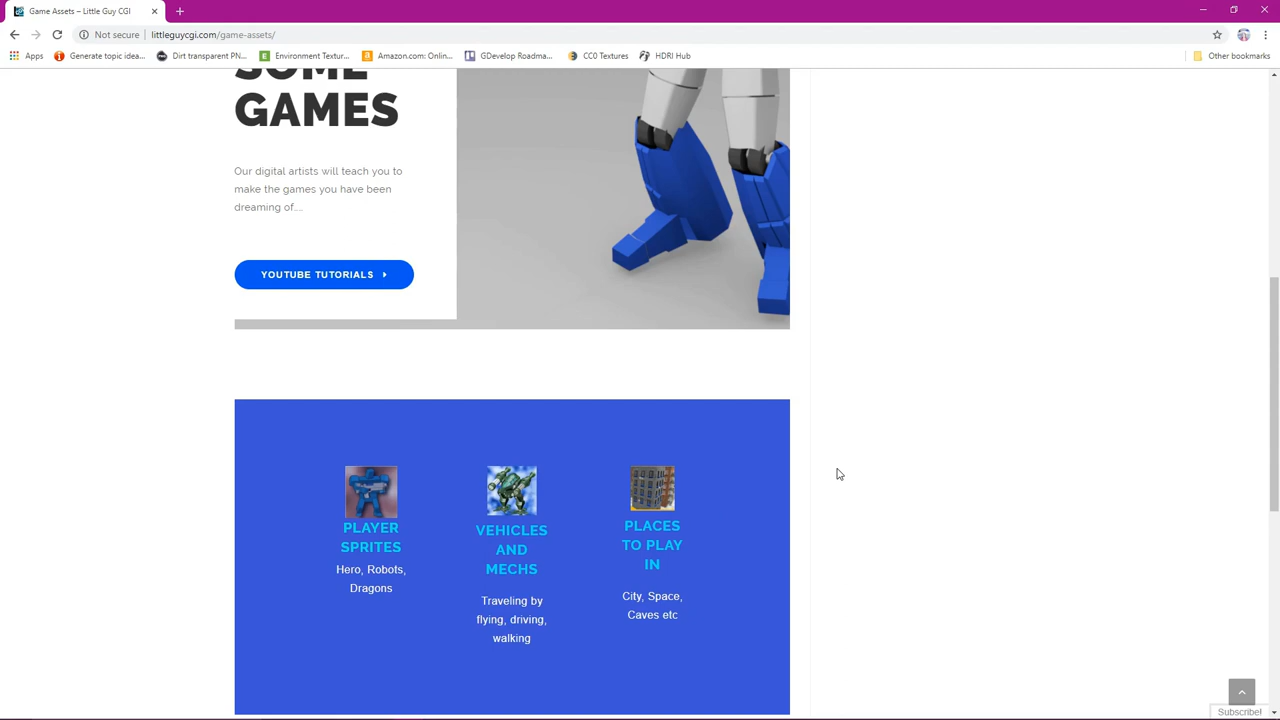 Game Assets – Little Guy CGI
Not secure
littleguycgi.com/game-assets/
Apps
Generate topic idea...
Dirt transparent PN...
Environment Textur...
Amazon.com: Onlin...
GDevelop Roadma...
CC0 Textures
HDRI Hub
Other bookmarks
SOME
GAMES
Our digital artists will teach you to
make the games you have been
dreaming of....
YOUTUBE TUTORIALS
PLAYER
SPRITES
Hero, Robots,
Dragons
VEHICLES
AND
MECHS
Traveling by
flying, driving,
walking
PLACES
TO PLAY
IN
City, Space,
Caves etc
Subscribe!